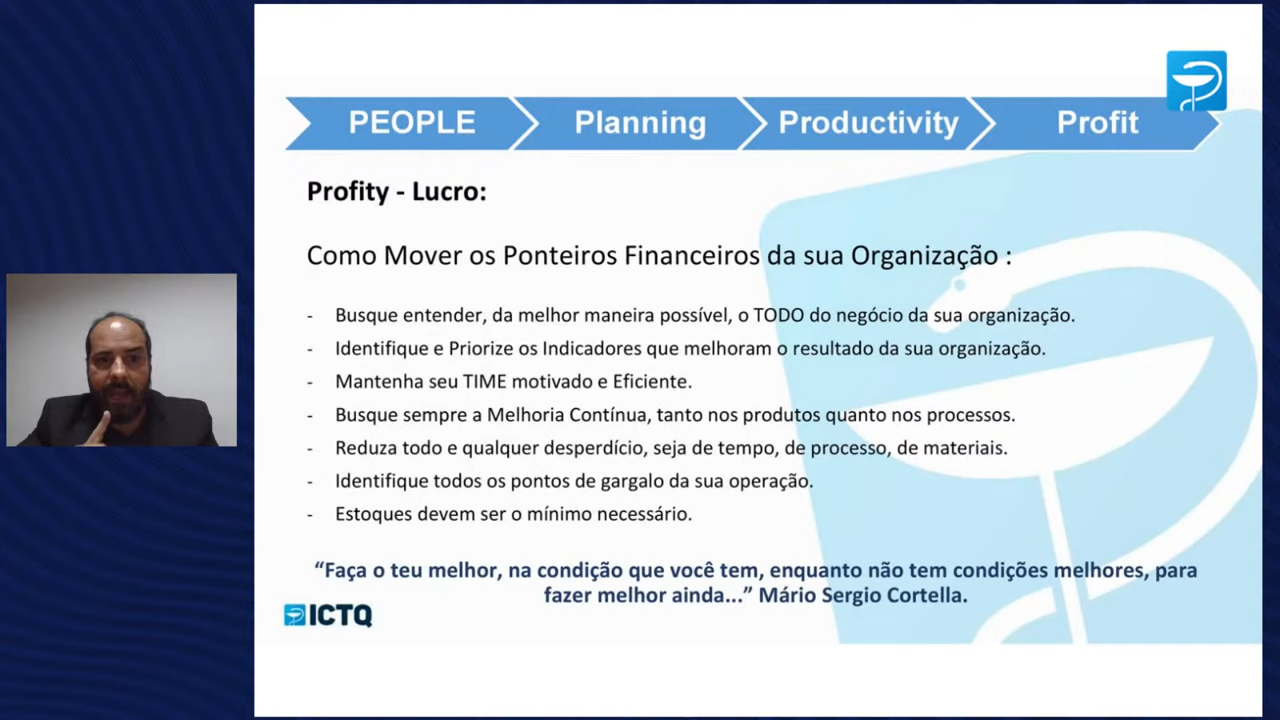 PEOPLE
Planning
Productivity
Profit
Profity - Lucro:
Como Mover os Ponteiros Financeiros da sua Organização :
- Busque entender, da melhor maneira possível, o TODO do negócio da sua organização.
- Identifique e Priorize os Indicadores que melhoram o resultado da sua organização.
- Mantenha seu TIME motivado e Eficiente.
- Busque sempre a Melhoria Contínua, tanto nos produtos quanto nos processos.
- Reduza todo e qualquer desperdício, seja de tempo, de processo, de materiais.
- Identifique todos os pontos de gargalo da sua operação.
- Estoques devem ser o mínimo necessário.
“Faça o teu melhor, na condição que você tem, enquanto não tem condições melhores, para
fazer melhor ainda...” Mário Sergio Cortella.
ICTQ